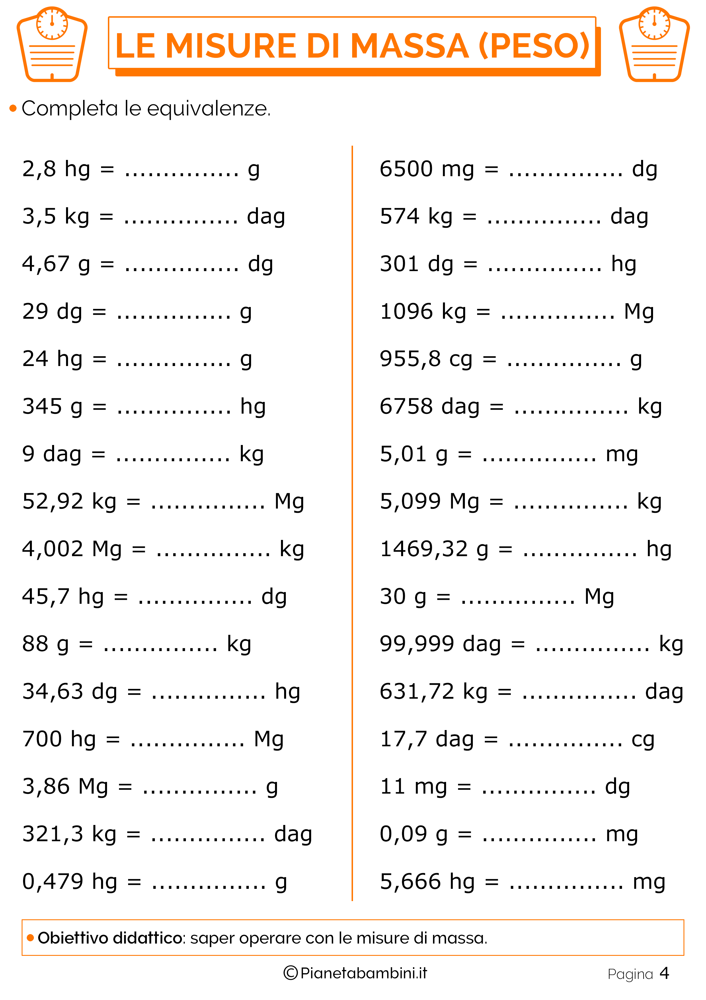 LE MISURE DI MASSA (PESO)
• Completa le equivalenze.
2,8 hg = ............... g
3,5 kg = ............... dag
4,67 g = ............... dg
29 dg = ............... g
24 hg = ............... g
345 g = ............... hg
9 dag = ............... kg
52,92 kg = ............... Mg
4,002 Mg = ............... kg
45,7 hg = ............... dg
88 g = ............... kg
34,63 dg = ............... hg
700 hg = ............... Mg
3,86 Mg = ............... g
321,3 kg = ............... dag
0,479 hg = ............... g
6500 mg = ............... dg
574 kg = ............... dag
301 dg = ............... hg
1096 kg = ............... Mg
955,8 cg = ............... g
6758 dag = ............... kg
5,01 g = ............... mg
5,099 Mg = ............... kg
1469,32 g = ............... hg
30 g = ............... Mg
99,999 dag = ............... kg
631,72 kg = ............... dag
17,7 dag = ............... cg
11 mg = ............... dg
0,09 g = ............... mg
5,666 hg = ............... mg
• Obiettivo didattico: saper operare con le misure di massa.
©Pianetabambini.it
Pagina 4